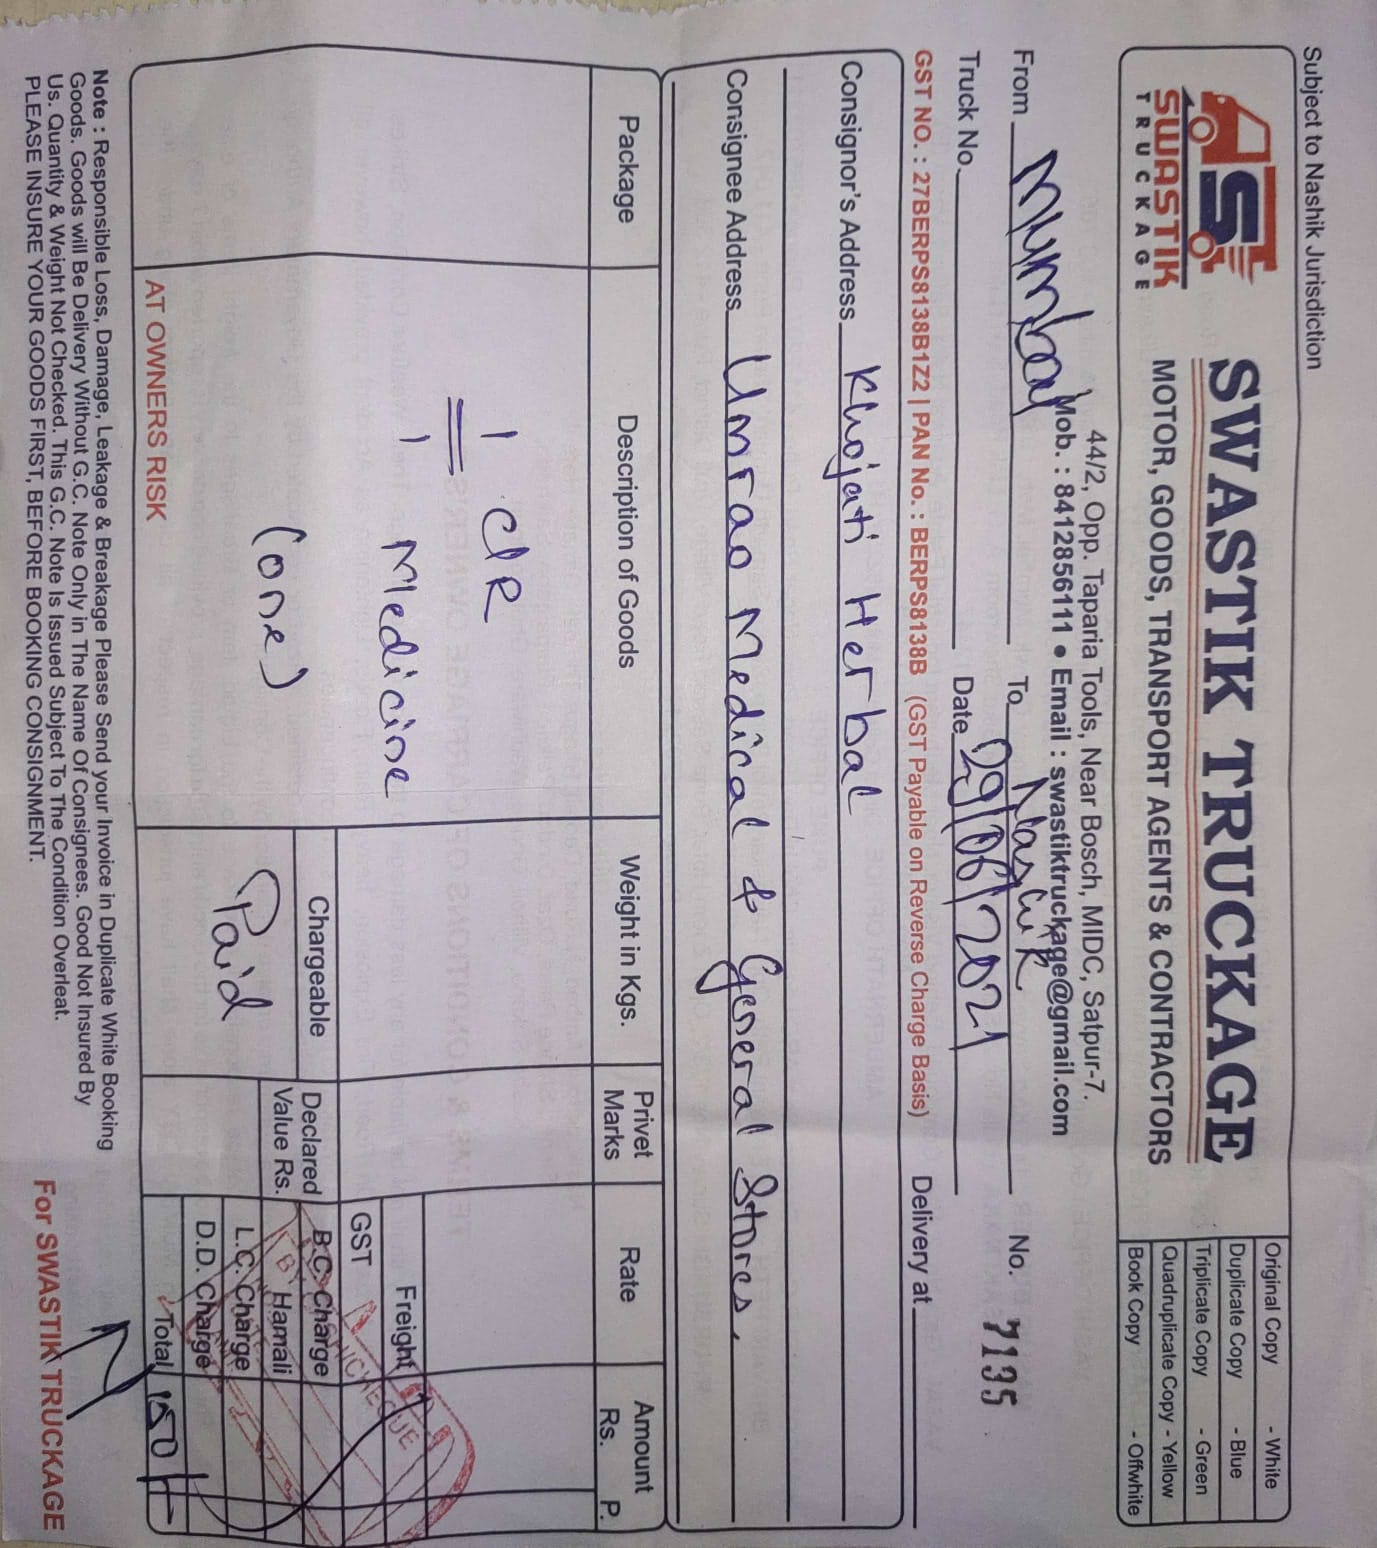 Subject to Nashik Jurisdiction
SWASTIK
TRUCKAGE
SWASTIK TRUCKAGE
MOTOR, GOODS, TRANSPORT AGENTS & CONTRACTORS
44/2, Opp. Taparia Tools, Near Bosch, MIDC, Satpur-7.
Mob. : 8412856111 • Email : swastiktruckage@gmail.com
Original Copy - White
Duplicate Copy - Blue
Triplicate Copy - Green
Quadruplicate Copy - Yellow
Book Copy - Offwhite
From Mumbai To Nashik No. 7135
Truck No. Date 29/06/2021
GST NO. : 27BERPS8138B1Z2 | PAN No. : BERPS8138B (GST Payable on Reverse Charge Basis) Delivery at
Consignor's Address Khojati Herbal
Consignee Address Umrao Medical & General Stores.
Package Description of Goods Weight in Kgs. Privet Marks Rate Amount Rs. P.
1 C/R
1 Medicine
(one)
AT OWNERS RISK
Chargeable
Paid
Declared Value Rs.
Freight
GST
B.C. Charge
Hamali
L.C. Charge
D.D. Charge
Total 150/-
Note : Responsible Loss, Damage, Leakage & Breakage Please Send your Invoice in Duplicate White Booking
Goods. Goods will Be Delivery Without G.C. Note Only in The Name Of Consignees. Good Not Insured By
Us. Quantity & Weight Not Checked. This G.C. Note Is Issued Subject To The Condition Overleat.
PLEASE INSURE YOUR GOODS FIRST, BEFORE BOOKING CONSIGNMENT.
For SWASTIK TRUCKAGE